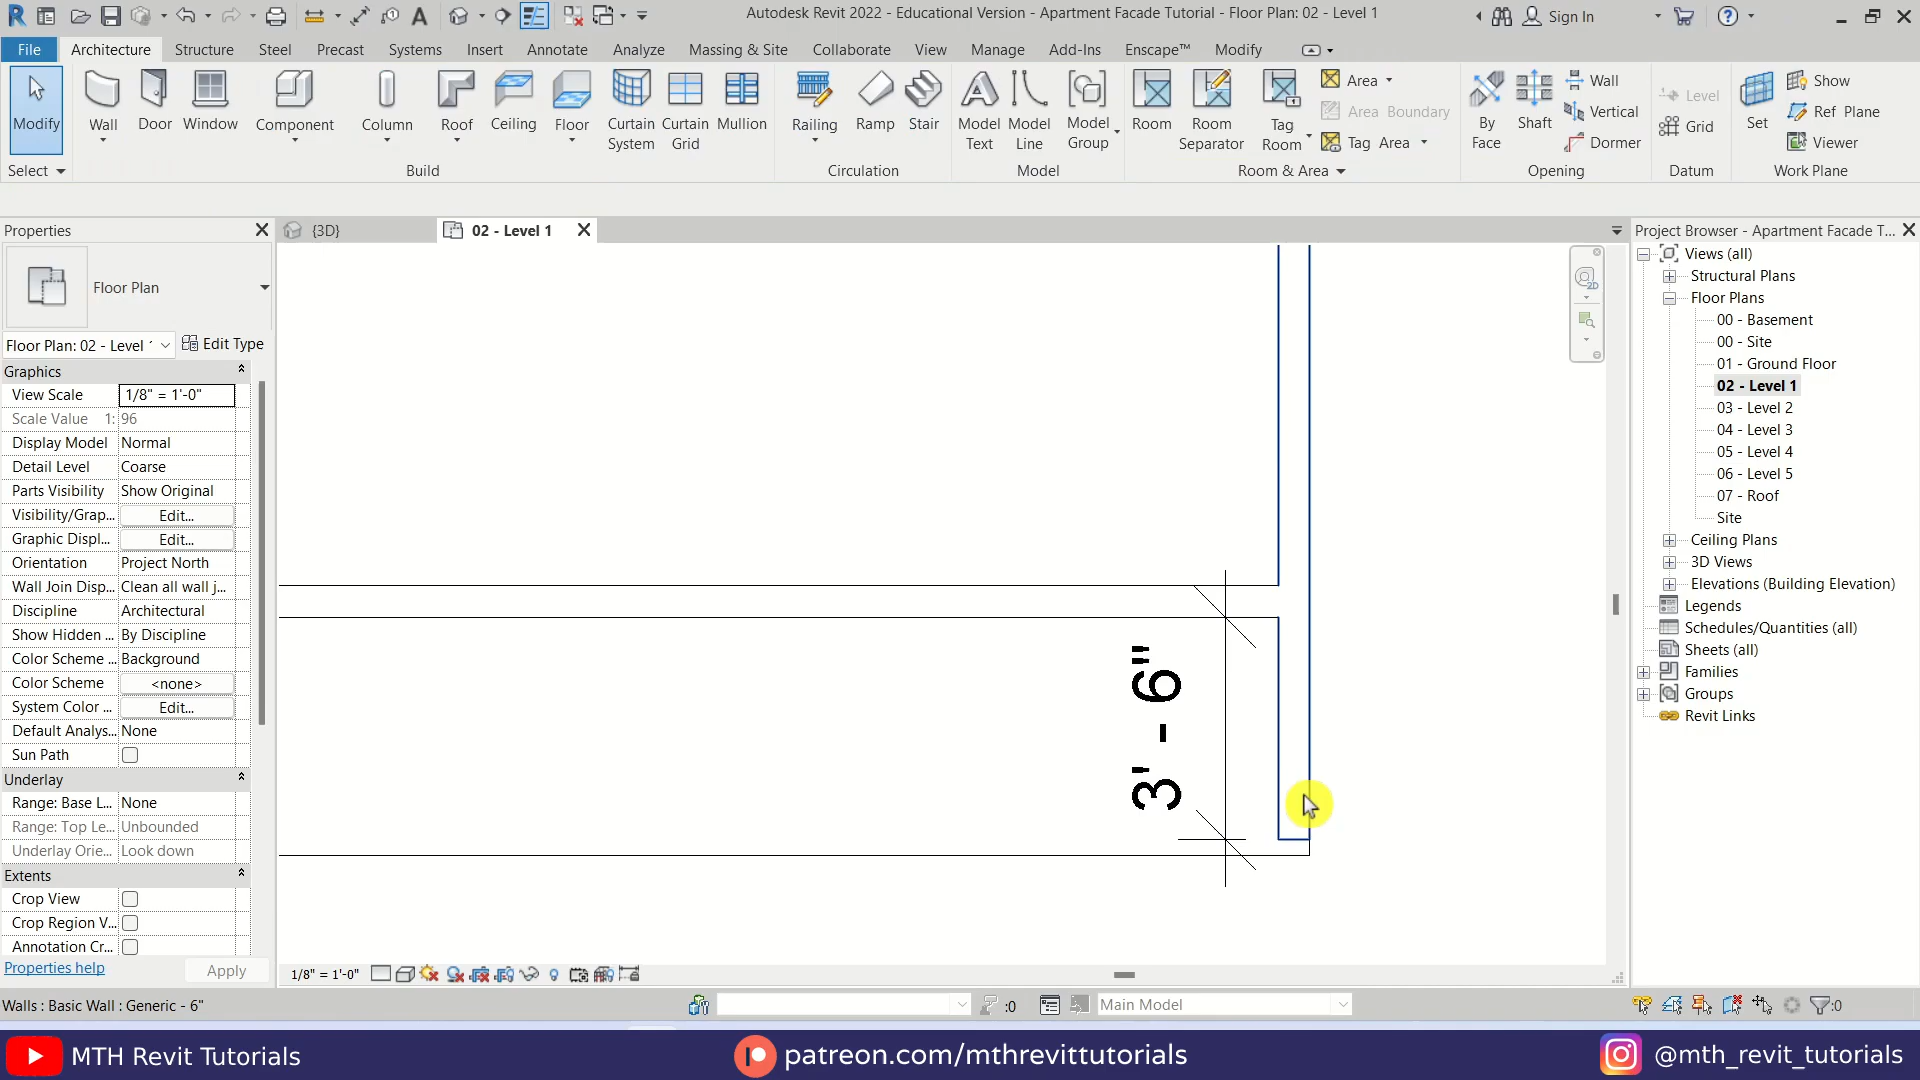 Autodesk Revit 2022 - Educational Version - Apartment Facade Tutorial - Floor Plan: 02 - Level 1
Sign In
File Architecture Structure Steel Precast Systems Insert Annotate Analyze Massing & Site Collaborate View Manage Add-Ins Enscape™ Modify
Modify Wall Door Window Component Column Roof Ceiling Floor Curtain System Curtain Grid Mullion Railing Ramp Stair Model Text Model Line Model Group Room Room Separator Tag Room
Area
Area Boundary
Tag Area
By Face Shaft Wall Vertical Dormer
Level
Grid
Set Show Ref Plane Viewer
Select Build Circulation Model Room & Area Opening Datum Work Plane
Properties
Floor Plan
Floor Plan: 02 - Level 1 Edit Type
Graphics
View Scale 1/8" = 1'-0"
Scale Value 1: 96
Display Model Normal
Detail Level Coarse
Parts Visibility Show Original
Visibility/Grap... Edit...
Graphic Displ... Edit...
Orientation Project North
Wall Join Disp... Clean all wall j...
Discipline Architectural
Show Hidden ... By Discipline
Color Scheme ... Background
Color Scheme <none>
System Color ... Edit...
Default Analys... None
Sun Path
Underlay
Range: Base L... None
Range: Top Le... Unbounded
Underlay Orie... Look down
Extents
Crop View
Crop Region V...
Annotation Cr...
Properties help Apply
{3D} 02 - Level 1
3' - 6"
2D
1/8" = 1'-0"
Project Browser - Apartment Facade T...
Views (all)
Structural Plans
Floor Plans
00 - Basement
00 - Site
01 - Ground Floor
02 - Level 1
03 - Level 2
04 - Level 3
05 - Level 4
06 - Level 5
07 - Roof
Site
Ceiling Plans
3D Views
Elevations (Building Elevation)
Legends
Schedules/Quantities (all)
Sheets (all)
Families
Groups
Revit Links
Walls : Basic Wall : Generic - 6" :0 Main Model :0
MTH Revit Tutorials patreon.com/mthrevittutorials @mth_revit_tutorials